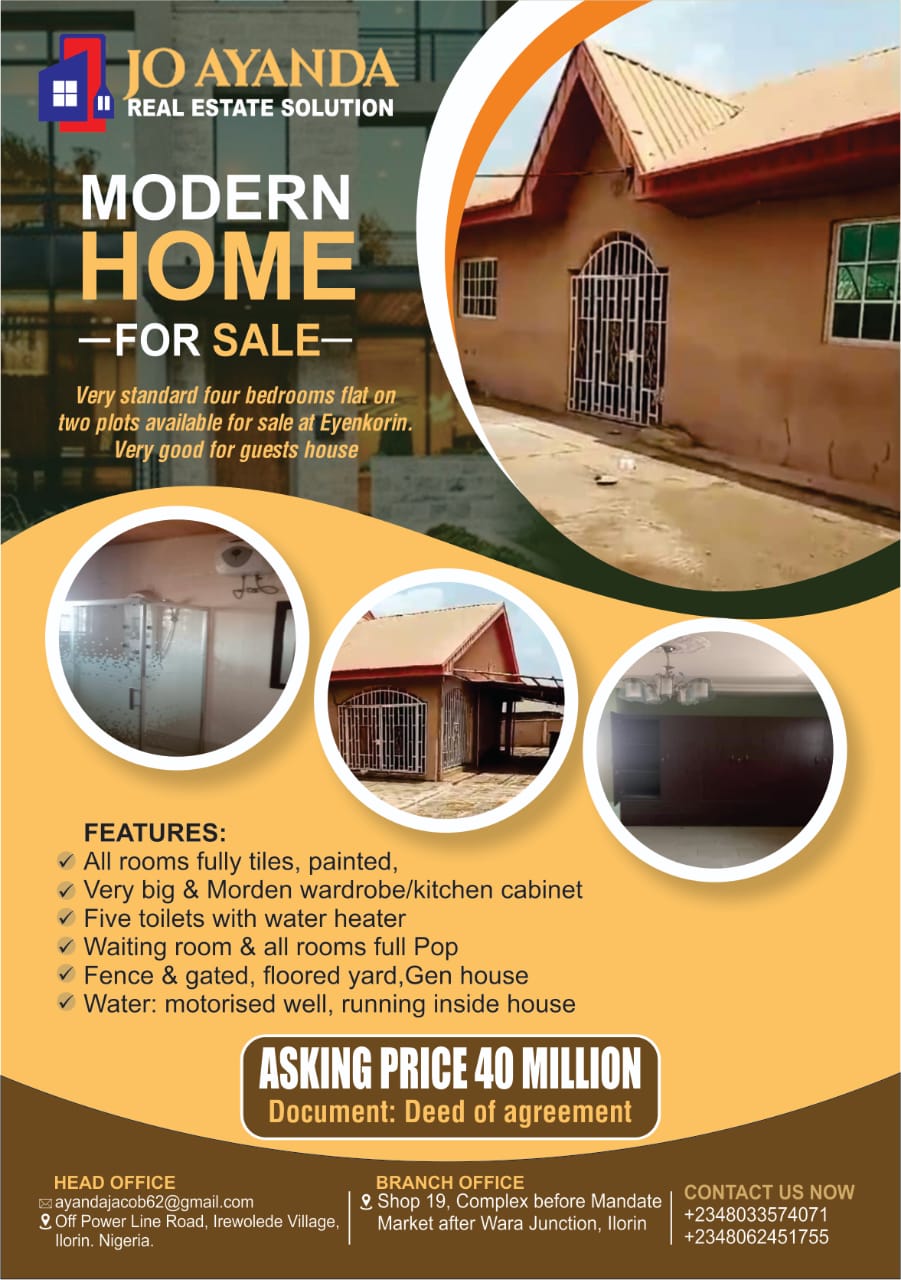 JO AYANDA
REAL ESTATE SOLUTION
MODERN
HOME
—FOR SALE—
Very standard four bedrooms flat on
two plots available for sale at Eyenkorin.
Very good for guests house
FEATURES:
All rooms fully tiles, painted,
Very big & Morden wardrobe/kitchen cabinet
Five toilets with water heater
Waiting room & all rooms full Pop
Fence & gated, floored yard,Gen house
Water: motorised well, running inside house
ASKING PRICE 40 MILLION
Document: Deed of agreement
HEAD OFFICE
ayandajacob62@gmail.com
Off Power Line Road, Irewolede Village,
Ilorin. Nigeria.
BRANCH OFFICE
Shop 19, Complex before Mandate
Market after Wara Junction, Ilorin
CONTACT US NOW
+2348033574071
+2348062451755